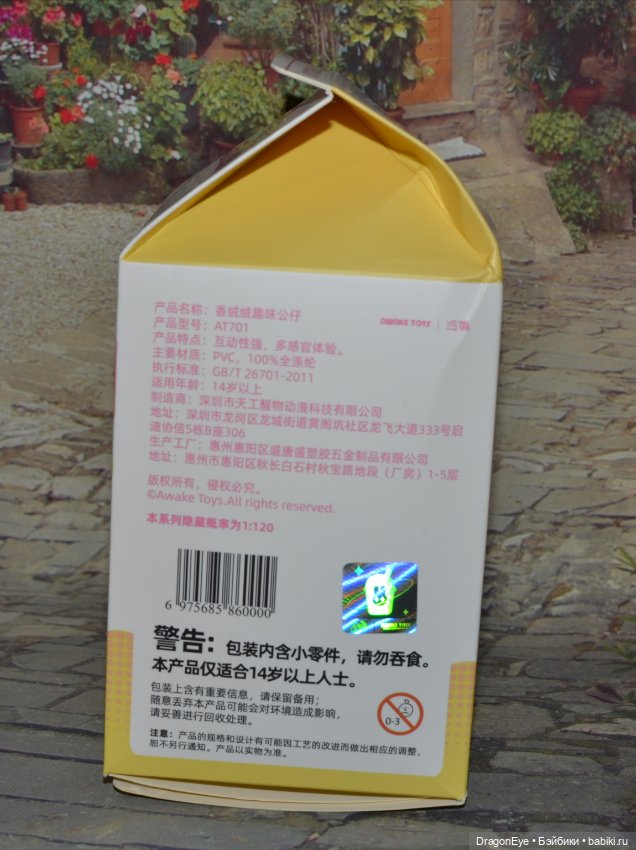 产品名称：香绒绒趣味公仔
AWAKE TOYS
产品型号：AT701
产品特点：互动性强，多感官体验。
主要材质：PVC，100%全涤纶
执行标准：GB/T 26701-2011
适用年龄：14岁以上
制造商：深圳市天工醒物动漫科技有限公司
地址：深圳市龙岗区龙城街道黄阁坑社区龙飞大道333号启
迪协信5栋B座306
生产工厂：惠州惠阳区盛唐盛塑胶五金制品有限公司
地址：惠州市惠阳区秋长白石村秋宝路地段（厂房）1-5层
版权所有，侵权必究。
©Awake Toys.All rights reserved.
本系列隐藏概率为1:120
6 975685 860000
警告：包装内含小零件，请勿吞食。
本产品仅适合14岁以上人士。
包装上含有重要信息，请保留备用；
随意丢弃本产品可能会对环境造成影响，
请妥善进行回收处理。
0-3
注意：产品的规格和设计有可能因工艺的改进而做出相应的调整，
恕不另行通知。产品以实物为准。
DragonEye • Бэйбики • babiki.ru